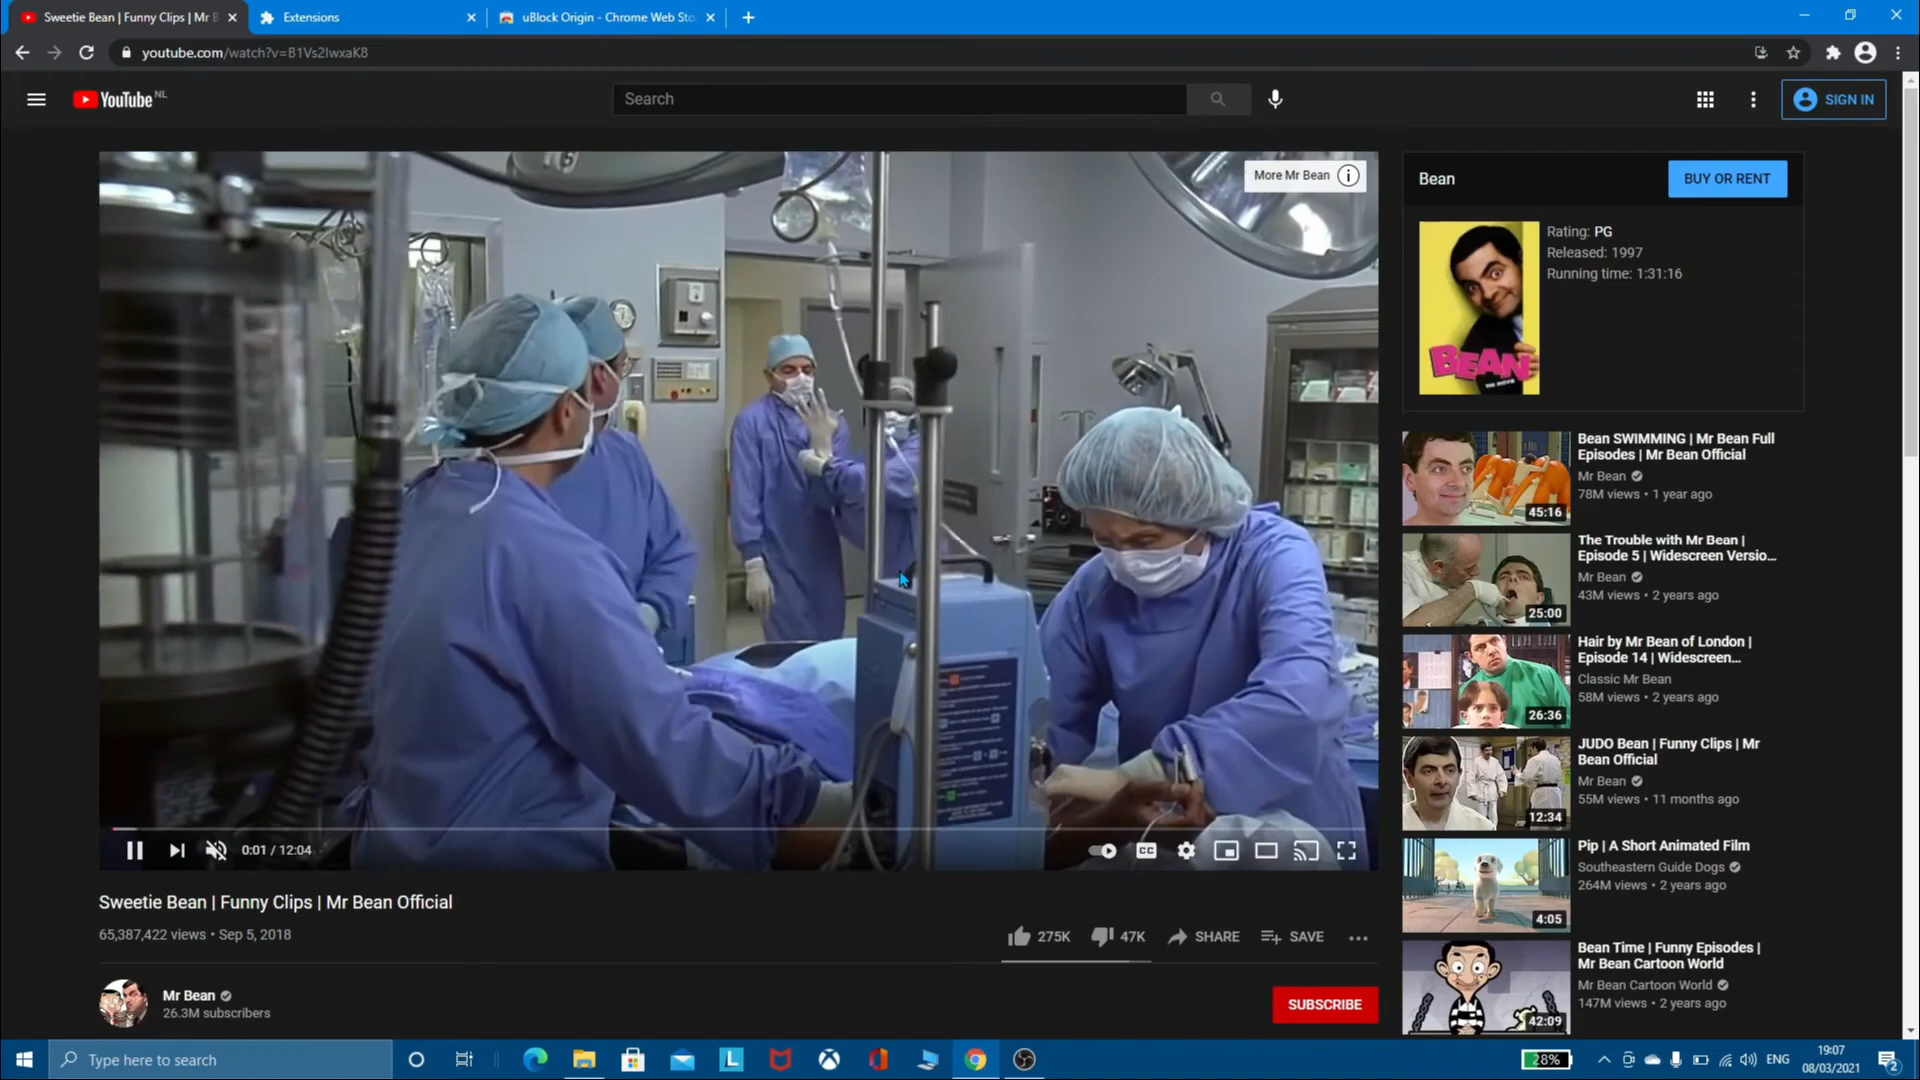 Sweetie Bean | Funny Clips | Mr B
Extensions
uBlock Origin - Chrome Web Sto
youtube.com/watch?v=B1Vs2IwxaK8
YouTube NL
Search
SIGN IN
More Mr Bean
Bean
BUY OR RENT
Rating: PG
Released: 1997
Running time: 1:31:16
BEAN
THE MOVIE
Bean SWIMMING | Mr Bean Full
Episodes | Mr Bean Official
Mr Bean
78M views • 1 year ago
45:16
The Trouble with Mr Bean |
Episode 5 | Widescreen Versio...
Mr Bean
43M views • 2 years ago
25:00
Hair by Mr Bean of London |
Episode 14 | Widescreen...
Classic Mr Bean
58M views • 2 years ago
26:36
JUDO Bean | Funny Clips | Mr
Bean Official
Mr Bean
55M views • 11 months ago
12:34
Pip | A Short Animated Film
Southeastern Guide Dogs
264M views • 2 years ago
4:05
Bean Time | Funny Episodes |
Mr Bean Cartoon World
Mr Bean Cartoon World
147M views • 2 years ago
42:09
0:01 / 12:04
CC
Sweetie Bean | Funny Clips | Mr Bean Official
65,387,422 views • Sep 5, 2018
275K
47K
SHARE
SAVE
Mr Bean
26.3M subscribers
SUBSCRIBE
Type here to search
L
28%
ENG
19:07
08/03/2021
2